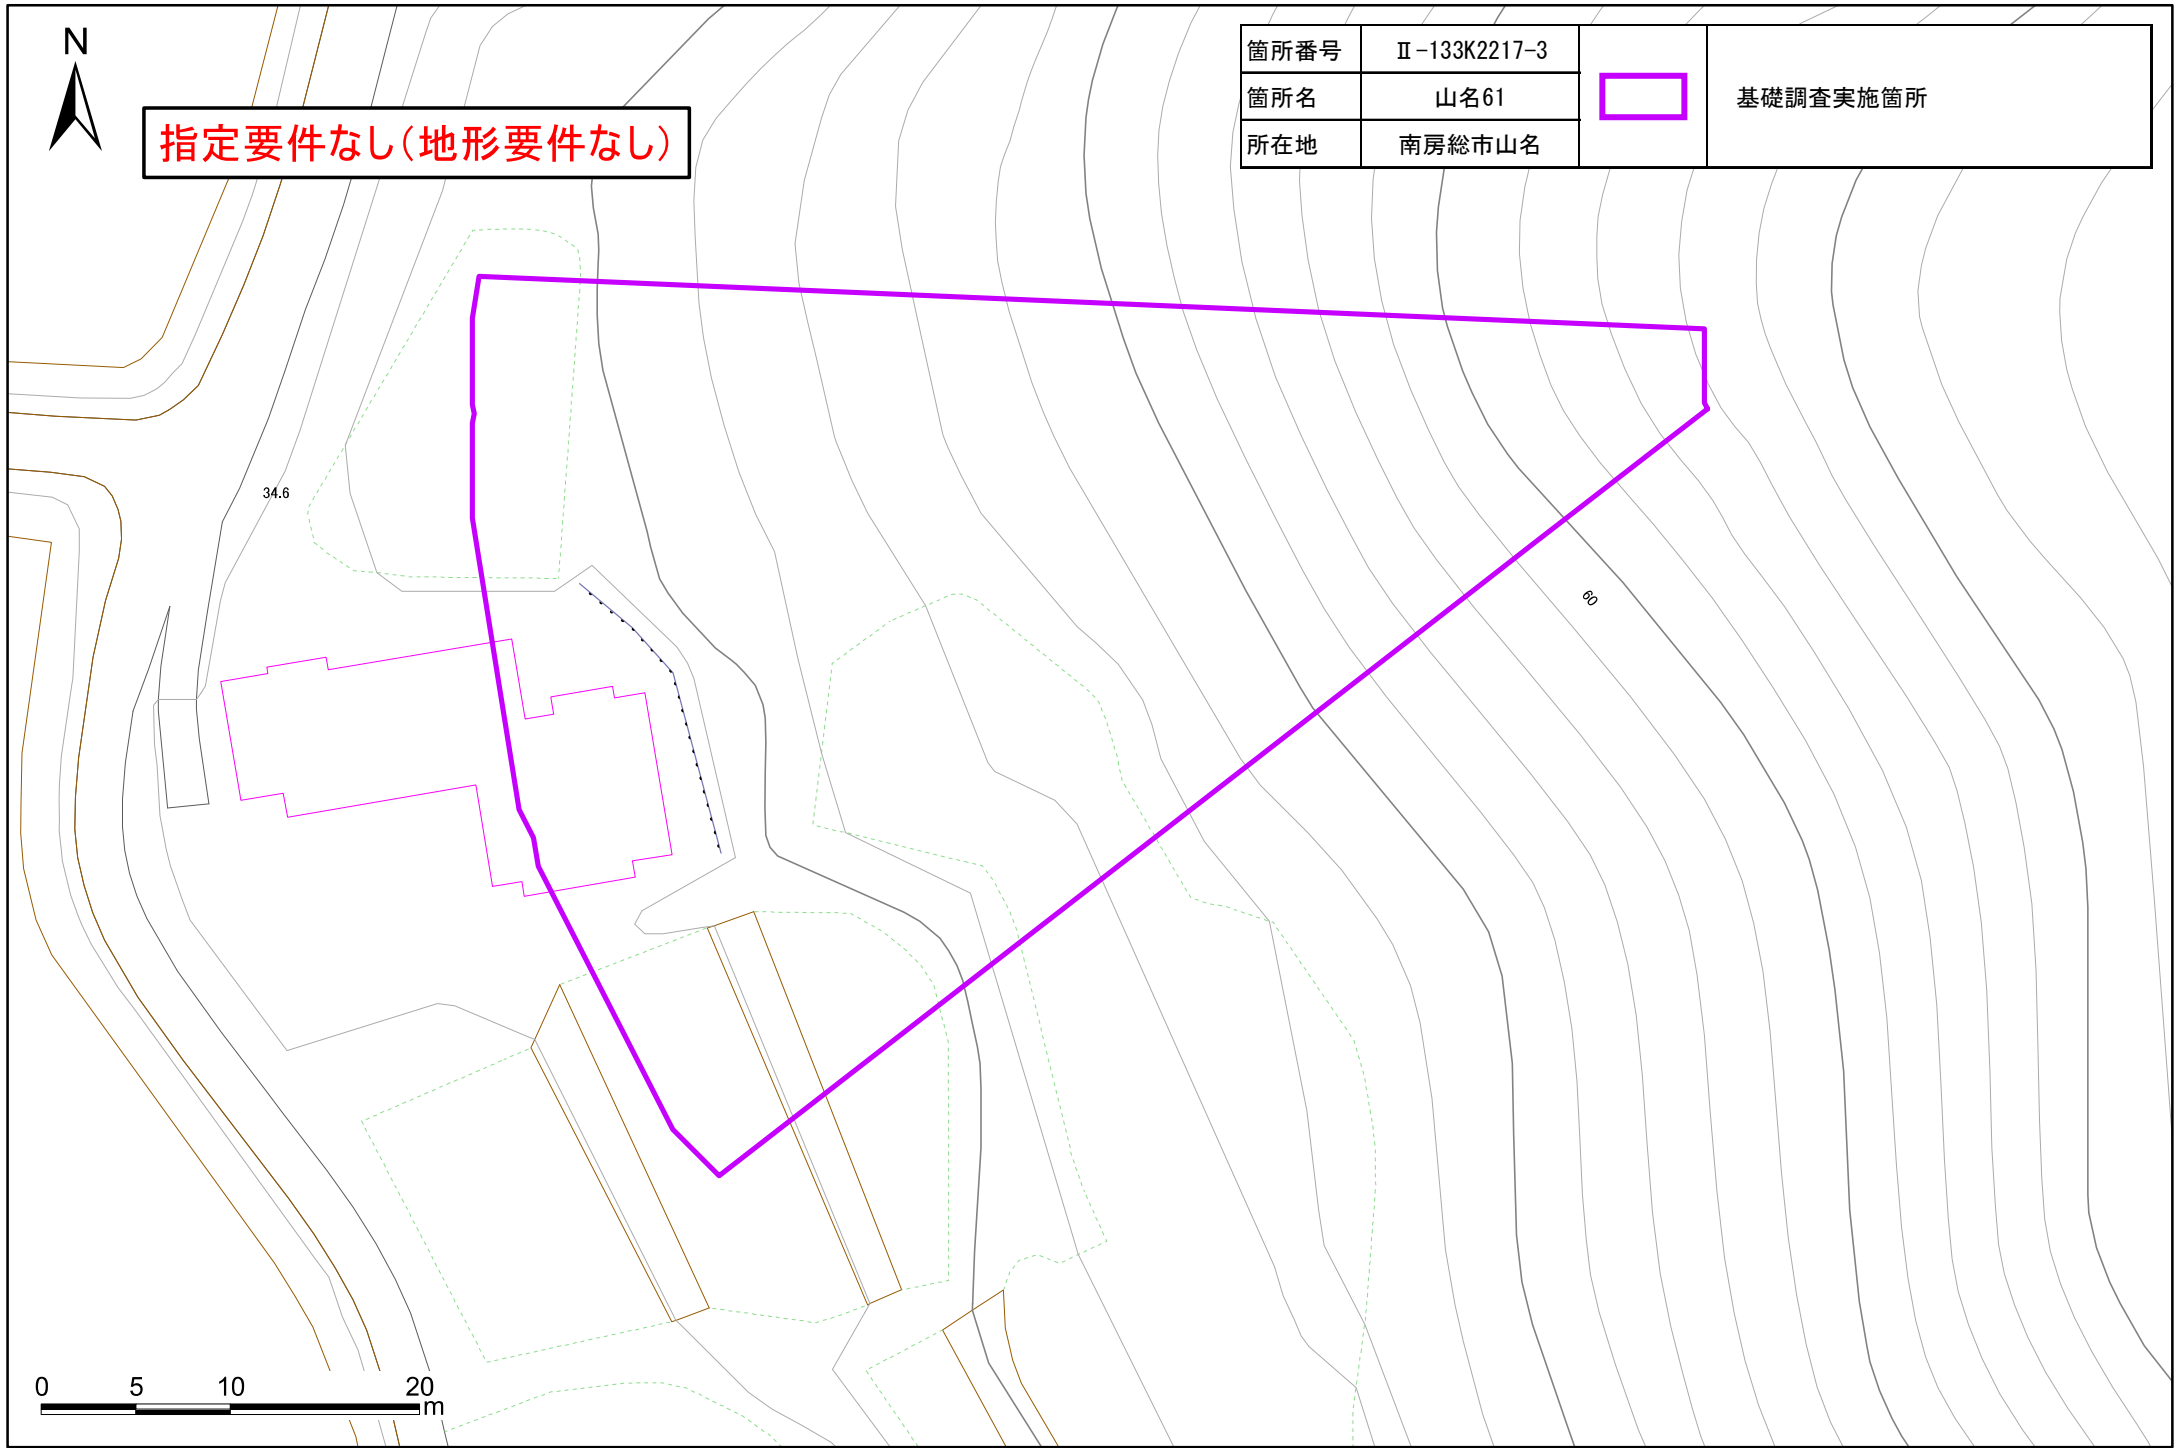 N
指定要件なし(地形要件なし)
箇所番号 Ⅱ-133K2217-3
箇所名 山名61
所在地 南房総市山名
基礎調査実施箇所
34.6
60
0 5 10 20
m